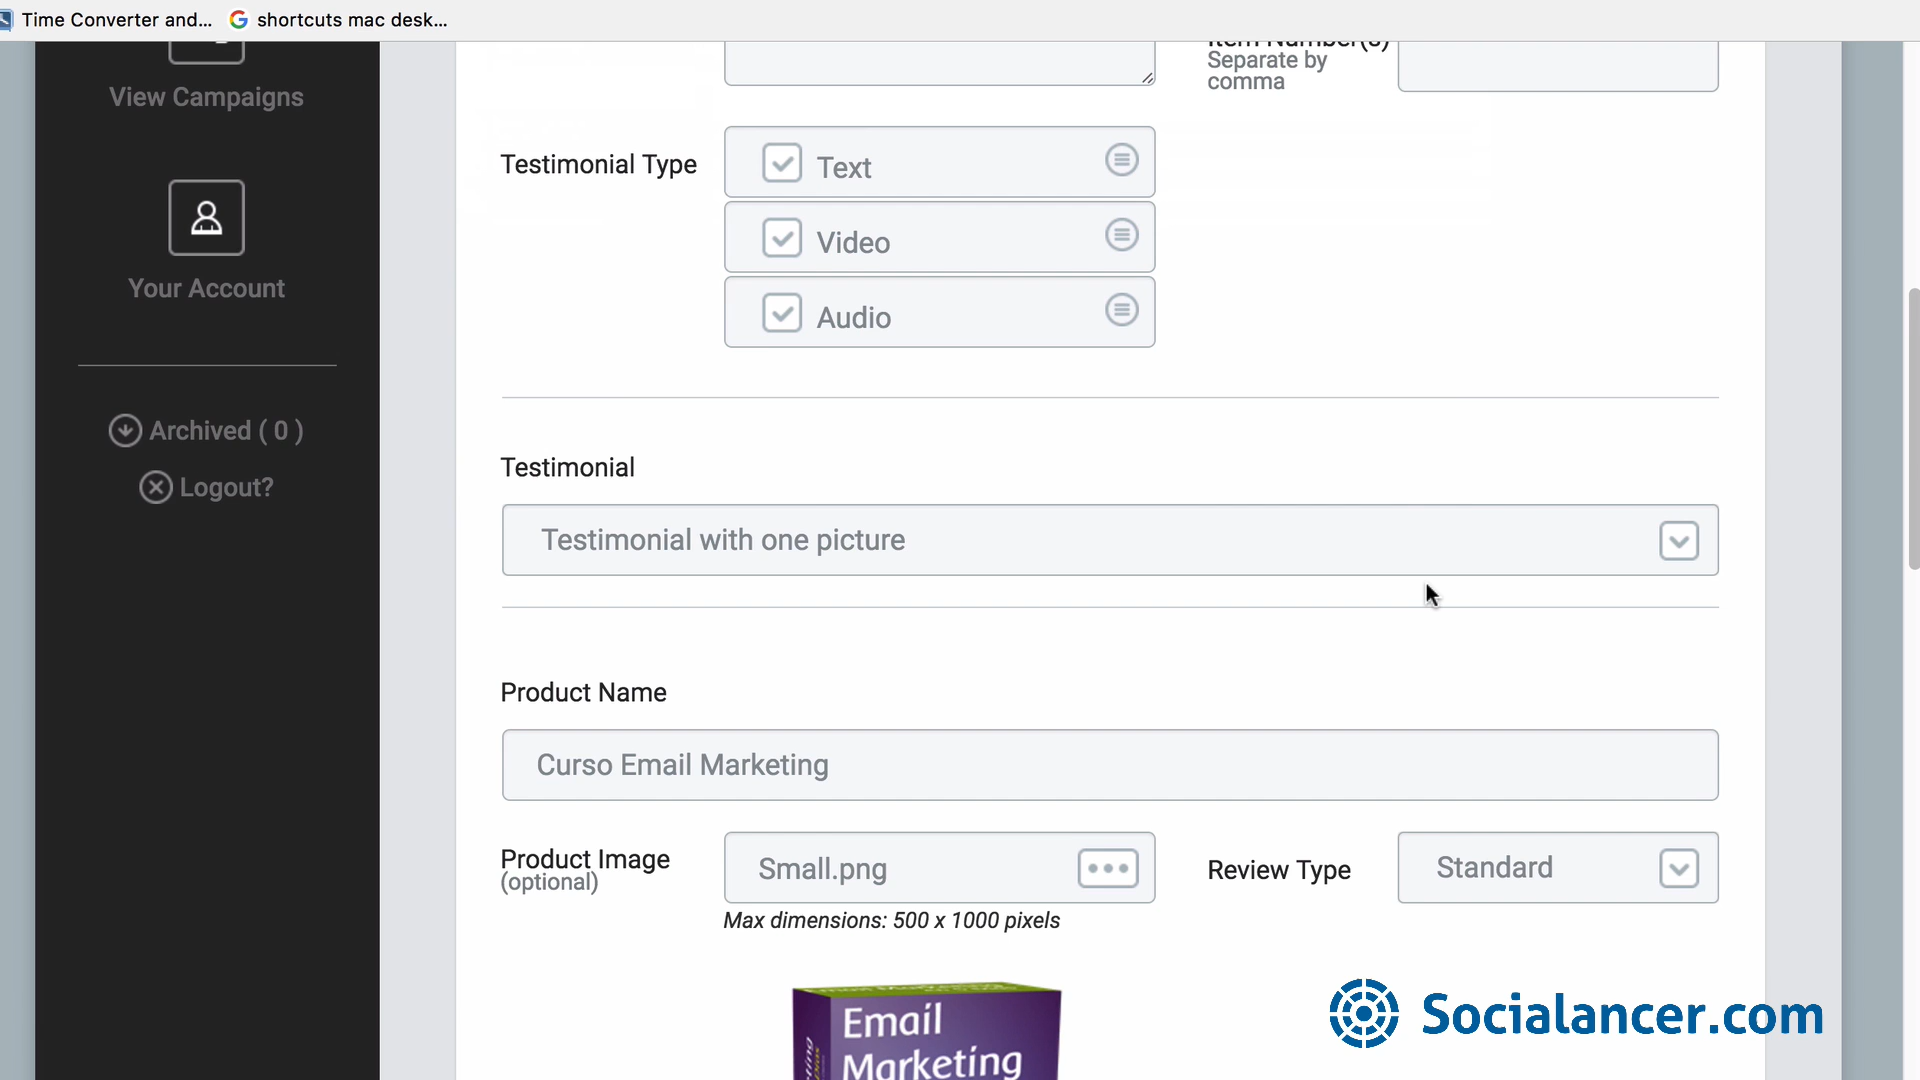 Time Converter and...
shortcuts mac desk...
View Campaigns
Your Account
Archived ( 0 )
Logout?
Item Number(s)
Separate by
comma
Testimonial Type
Text
Video
Audio
Testimonial
Testimonial with one picture
Product Name
Curso Email Marketing
Product Image
(optional)
Small.png
Review Type
Standard
Max dimensions: 500 x 1000 pixels
Email
Marketing
Socialancer.com